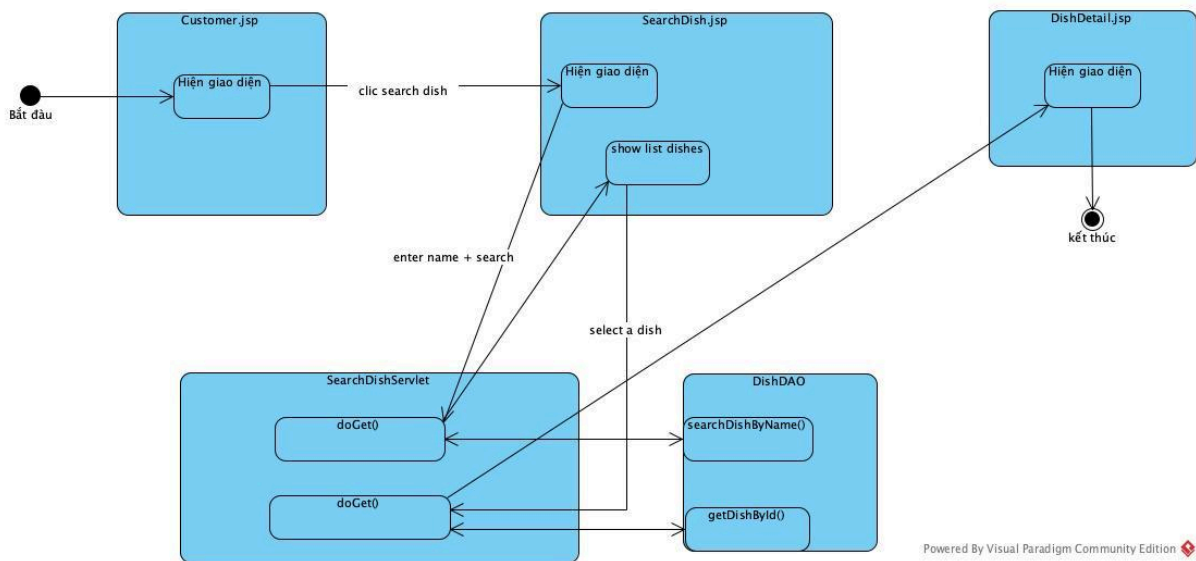 Customer.jsp
SearchDish.jsp
DishDetail.jsp
Hiện giao diện
Hiện giao diện
Hiện giao diện
clic search dish
Bắt đàu
show list dishes
kết thúc
enter name + search
select a dish
SearchDishServlet
DishDAO
doGet()
searchDishByName()
doGet()
getDishById()
Powered By Visual Paradigm Community Edition